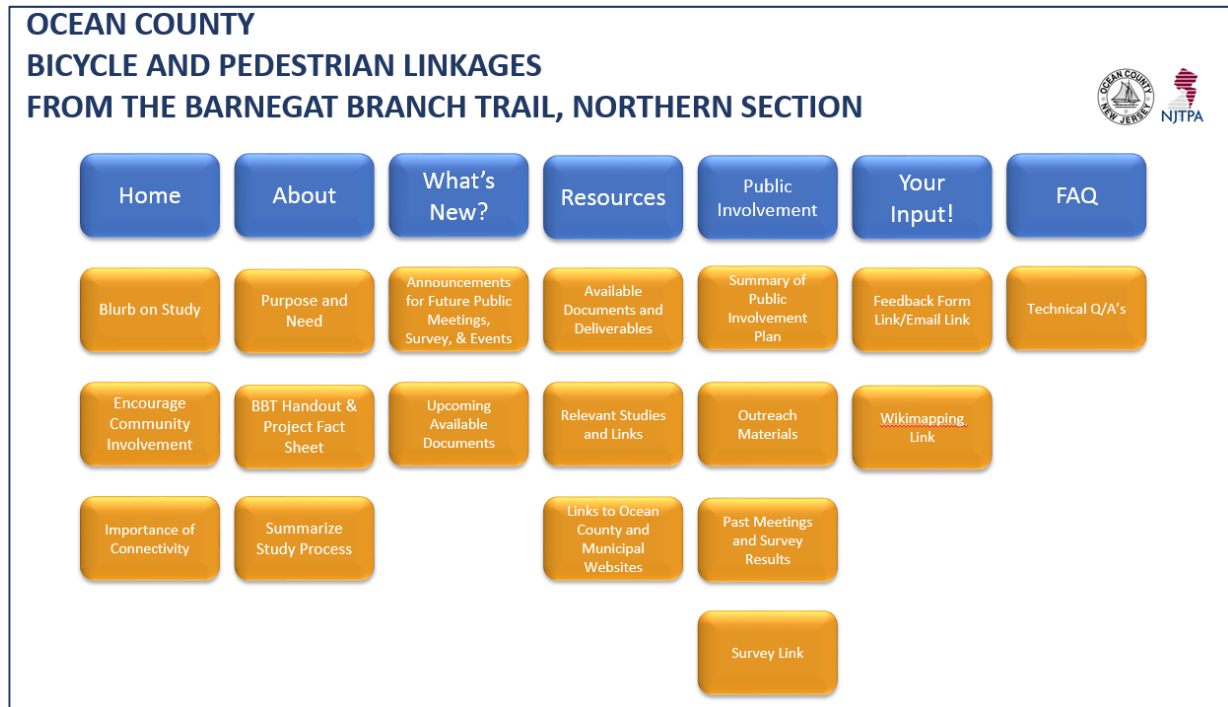 OCEAN COUNTY
BICYCLE AND PEDESTRIAN LINKAGES
FROM THE BARNEGAT BRANCH TRAIL, NORTHERN SECTION
OCEAN COUNTY
NEW JERSEY
NJTPA
Home
About
What's
New?
Resources
Public
Involvement
Your
Input!
FAQ
Blurb on Study
Purpose and
Need
Announcements
for Future Public
Meetings,
Survey, & Events
Available
Documents and
Deliverables
Summary of
Public
Involvement
Plan
Feedback Form
Link/Email Link
Technical Q/A's
Encourage
Community
Involvement
BBT Handout &
Project Fact
Sheet
Upcoming
Available
Documents
Relevant Studies
and Links
Outreach
Materials
Wikimapping
Link
Importance of
Connectivity
Summarize
Study Process
Links to Ocean
County and
Municipal
Websites
Past Meetings
and Survey
Results
Survey Link